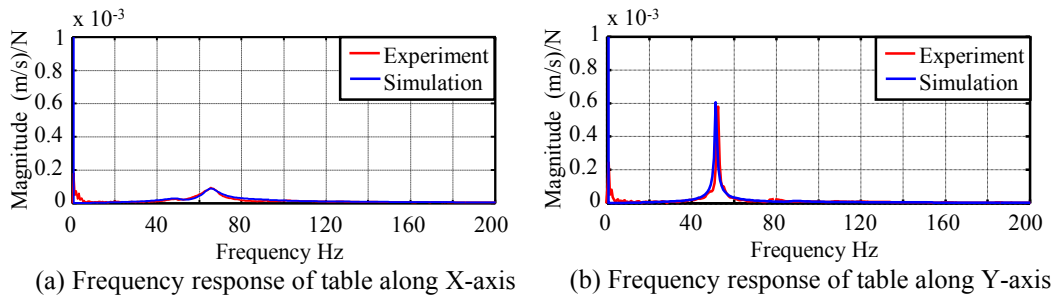 x 10-3
Magnitude (m/s)/N
1
0.8
0.6
0.4
0.2
0
Experiment
Simulation
0 40 60 80 120 160 200
Frequency Hz
(a) Frequency response of table along X-axis
x 10-3
Magnitude (m/s)/N
1
0.8
0.6
0.4
0.2
0
Experiment
Simulation
0 40 60 80 120 160 200
Frequency Hz
(b) Frequency response of table along Y-axis